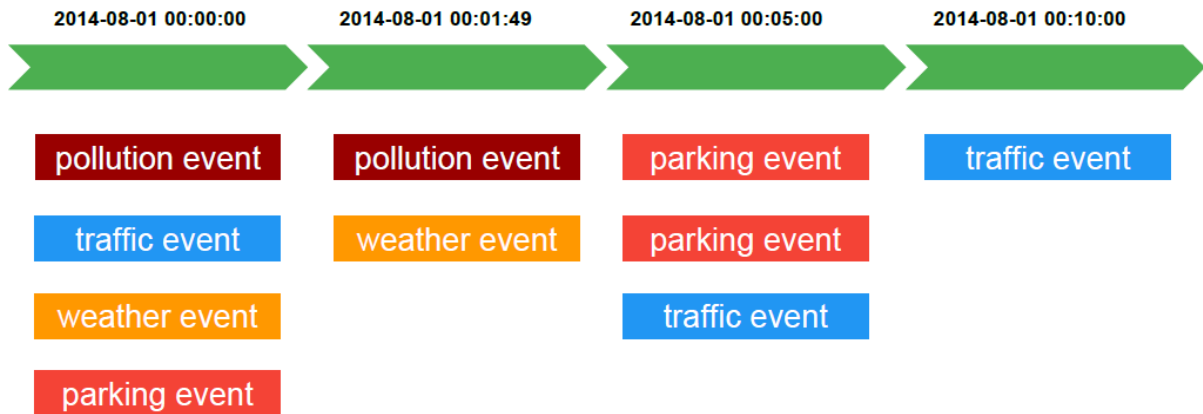 2014-08-01 00:00:00 2014-08-01 00:01:49 2014-08-01 00:05:00 2014-08-01 00:10:00
pollution event pollution event parking event traffic event
traffic event weather event parking event
weather event traffic event
parking event